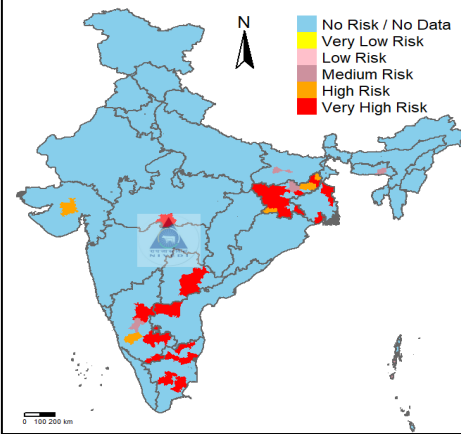 N
No Risk / No Data
Very Low Risk
Low Risk
Medium Risk
High Risk
Very High Risk
0 100 200 km